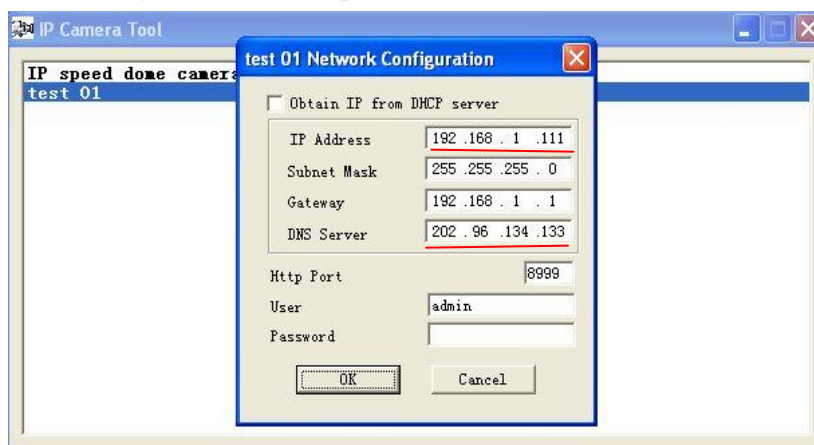 IP Camera Tool
IP speed dome camera
test 01
test 01 Network Configuration
Obtain IP from DHCP server
IP Address 192 .168 . 1 .111
Subnet Mask 255 .255 .255 . 0
Gateway 192 .168 . 1 . 1
DNS Server 202 . 96 .134 .133
Http Port 8999
User admin
Password
OK Cancel